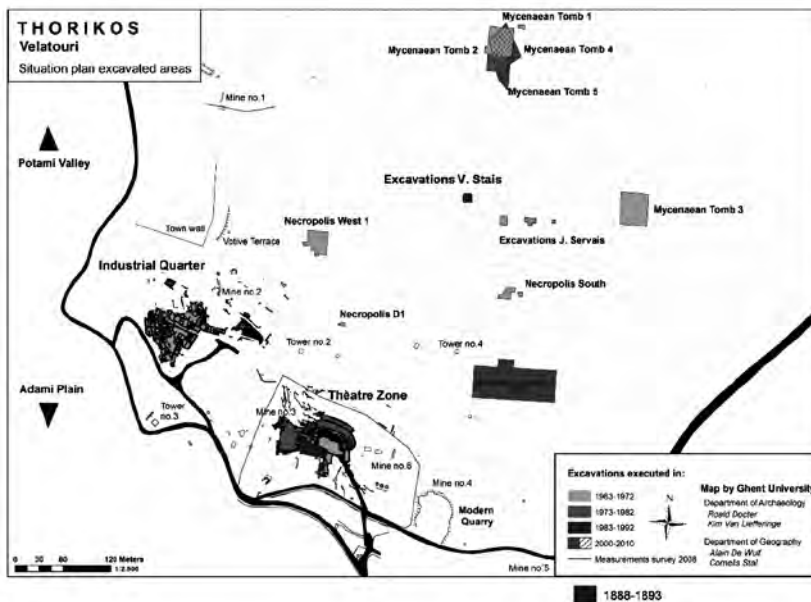 THORIKOS
Velatouri
Situation plan excavated areas
Mycenaean Tomb 1
Mycenaean Tomb 2
Mycenaean Tomb 4
Mycenaean Tomb 5
Mine no.1
Potami Valley
Excavations V. Stais
Mycenaean Tomb 3
Necropolis West 1
Town wall
Votive Terrace
Excavations J. Servais
Industrial Quarter
Mine no.2
Necropolis South
Necropolis D1
Tower no.2
Tower no.4
Adami Plain
Thèatre Zone
Tower
no.3
Mine no.3
Mine no.6
Mine no.4
Modern
Quarry
Mine no.5
0 30 60 120 Meters
1:2.500
Excavations executed in:
1963-1972
1973-1982
1983-1992
2000-2010
Measurements survey 2006
N
Map by Ghent University
Department of Archaeology
Roald Docter
Kim Van Liefferinge
Department of Geography
Alain De Wulf
Cornelis Stal
1888-1893